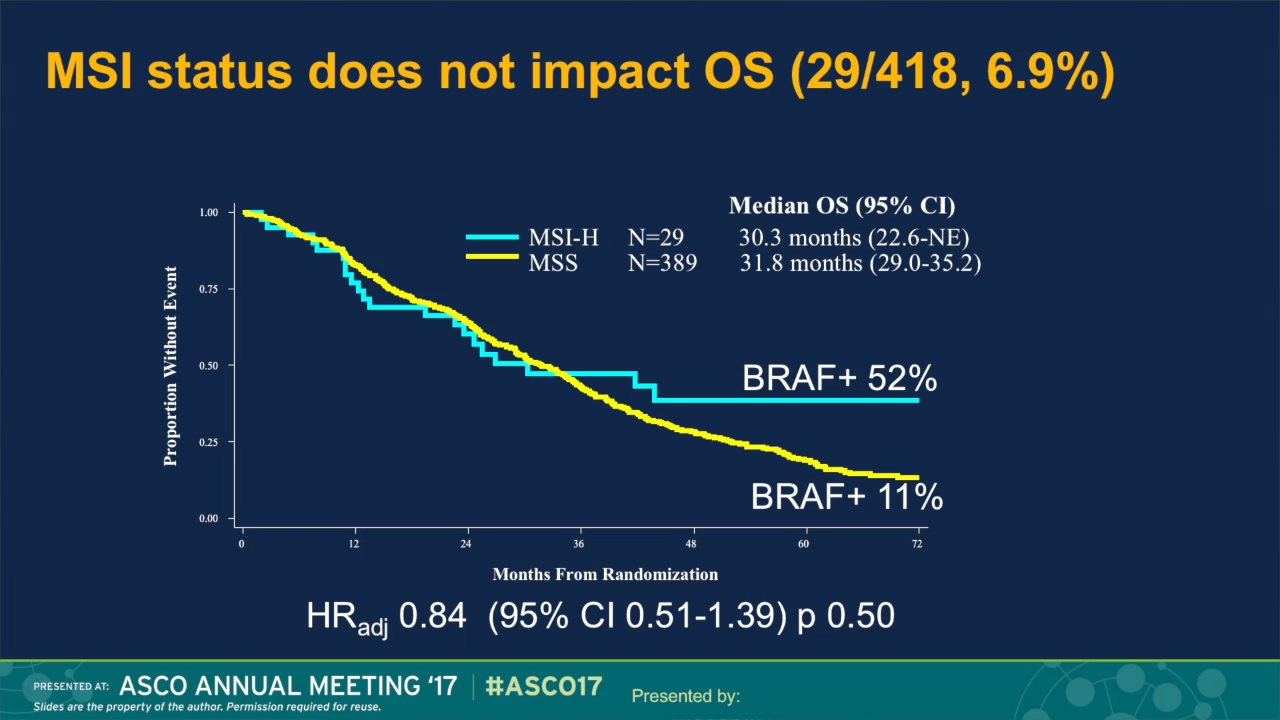 MSI status does not impact OS (29/418, 6.9%)
Median OS (95% CI)
MSI-H N=29 30.3 months (22.6-NE)
MSS N=389 31.8 months (29.0-35.2)
Proportion Without Event
1.00
0.75
0.50
0.25
0.00
BRAF+ 52%
BRAF+ 11%
0 12 24 36 48 60 72
Months From Randomization
HRadj 0.84 (95% CI 0.51-1.39) p 0.50
PRESENTED AT: ASCO ANNUAL MEETING ‘17 #ASCO17
Slides are the property of the author. Permission required for reuse.
Presented by: